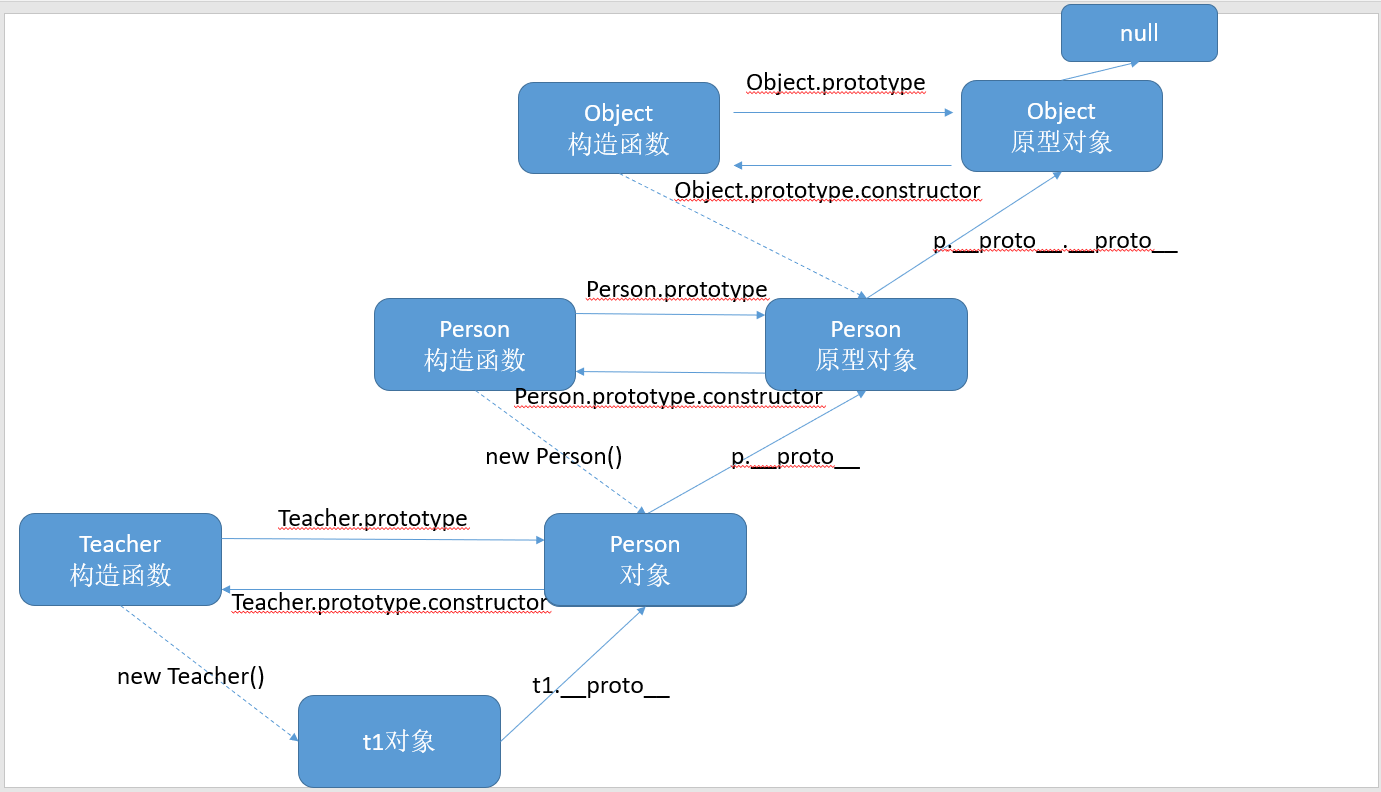 null
Object.prototype
Object
构造函数
Object
原型对象
Object.prototype.constructor
p.__proto__.__proto__
Person.prototype
Person
构造函数
Person
原型对象
Person.prototype.constructor
new Person()
p.__proto__
Teacher.prototype
Teacher
构造函数
Person
对象
Teacher.prototype.constructor
new Teacher()
t1.__proto__
t1对象